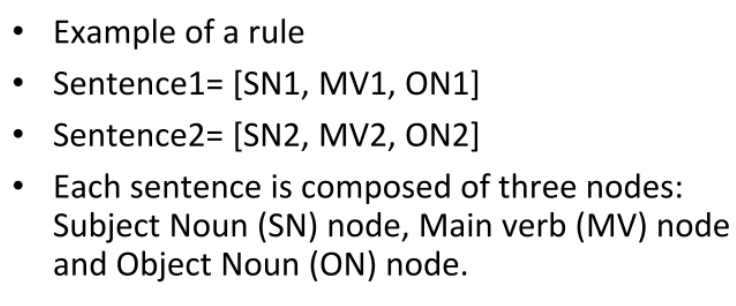 • Example of a rule
• Sentence1= [SN1, MV1, ON1]
• Sentence2= [SN2, MV2, ON2]
• Each sentence is composed of three nodes:
Subject Noun (SN) node, Main verb (MV) node
and Object Noun (ON) node.